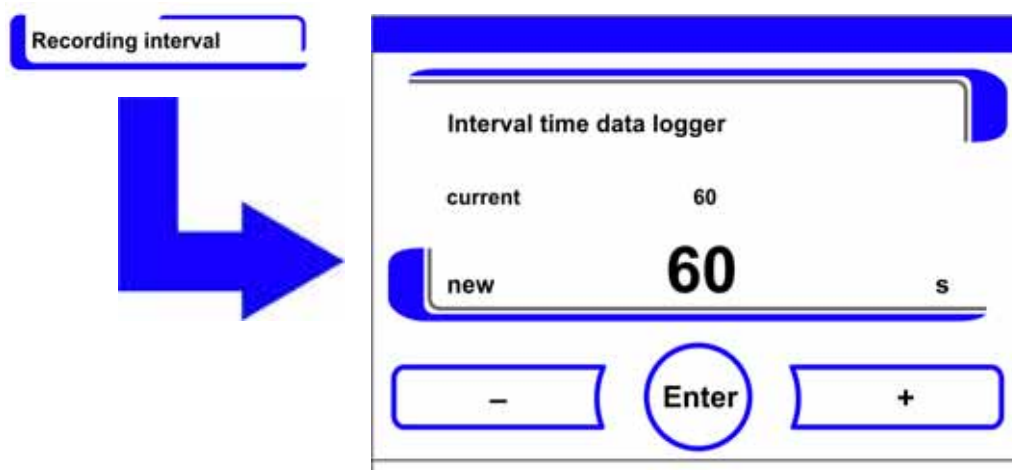 Recording interval
Interval time data logger
current 60
new 60 s
– Enter +